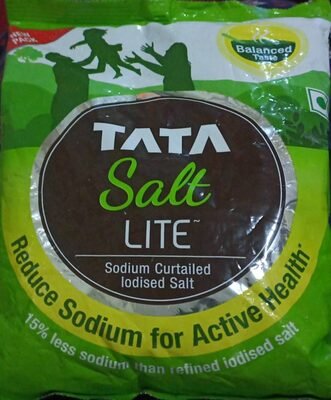 NEW
PACK
Balanced
Taste
TATA
Salt
LITE™
Sodium Curtailed
Iodised Salt
Reduce Sodium for Active Health*
15% less sodium than refined iodised salt